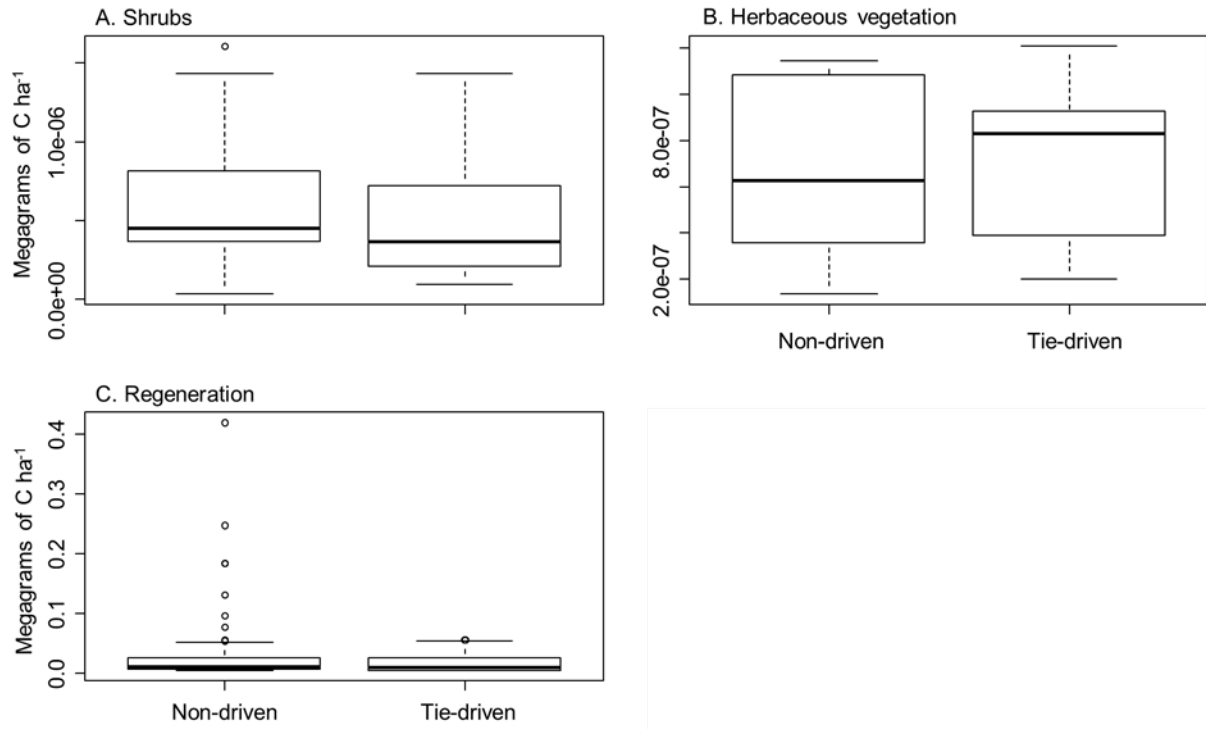 A. Shrubs
Megagrams of C ha⁻¹
1.0e-06
0.0e+00
B. Herbaceous vegetation
8.0e-07
2.0e-07
Non-driven Tie-driven
C. Regeneration
Megagrams of C ha⁻¹
0.4
0.3
0.2
0.1
0.0
Non-driven Tie-driven